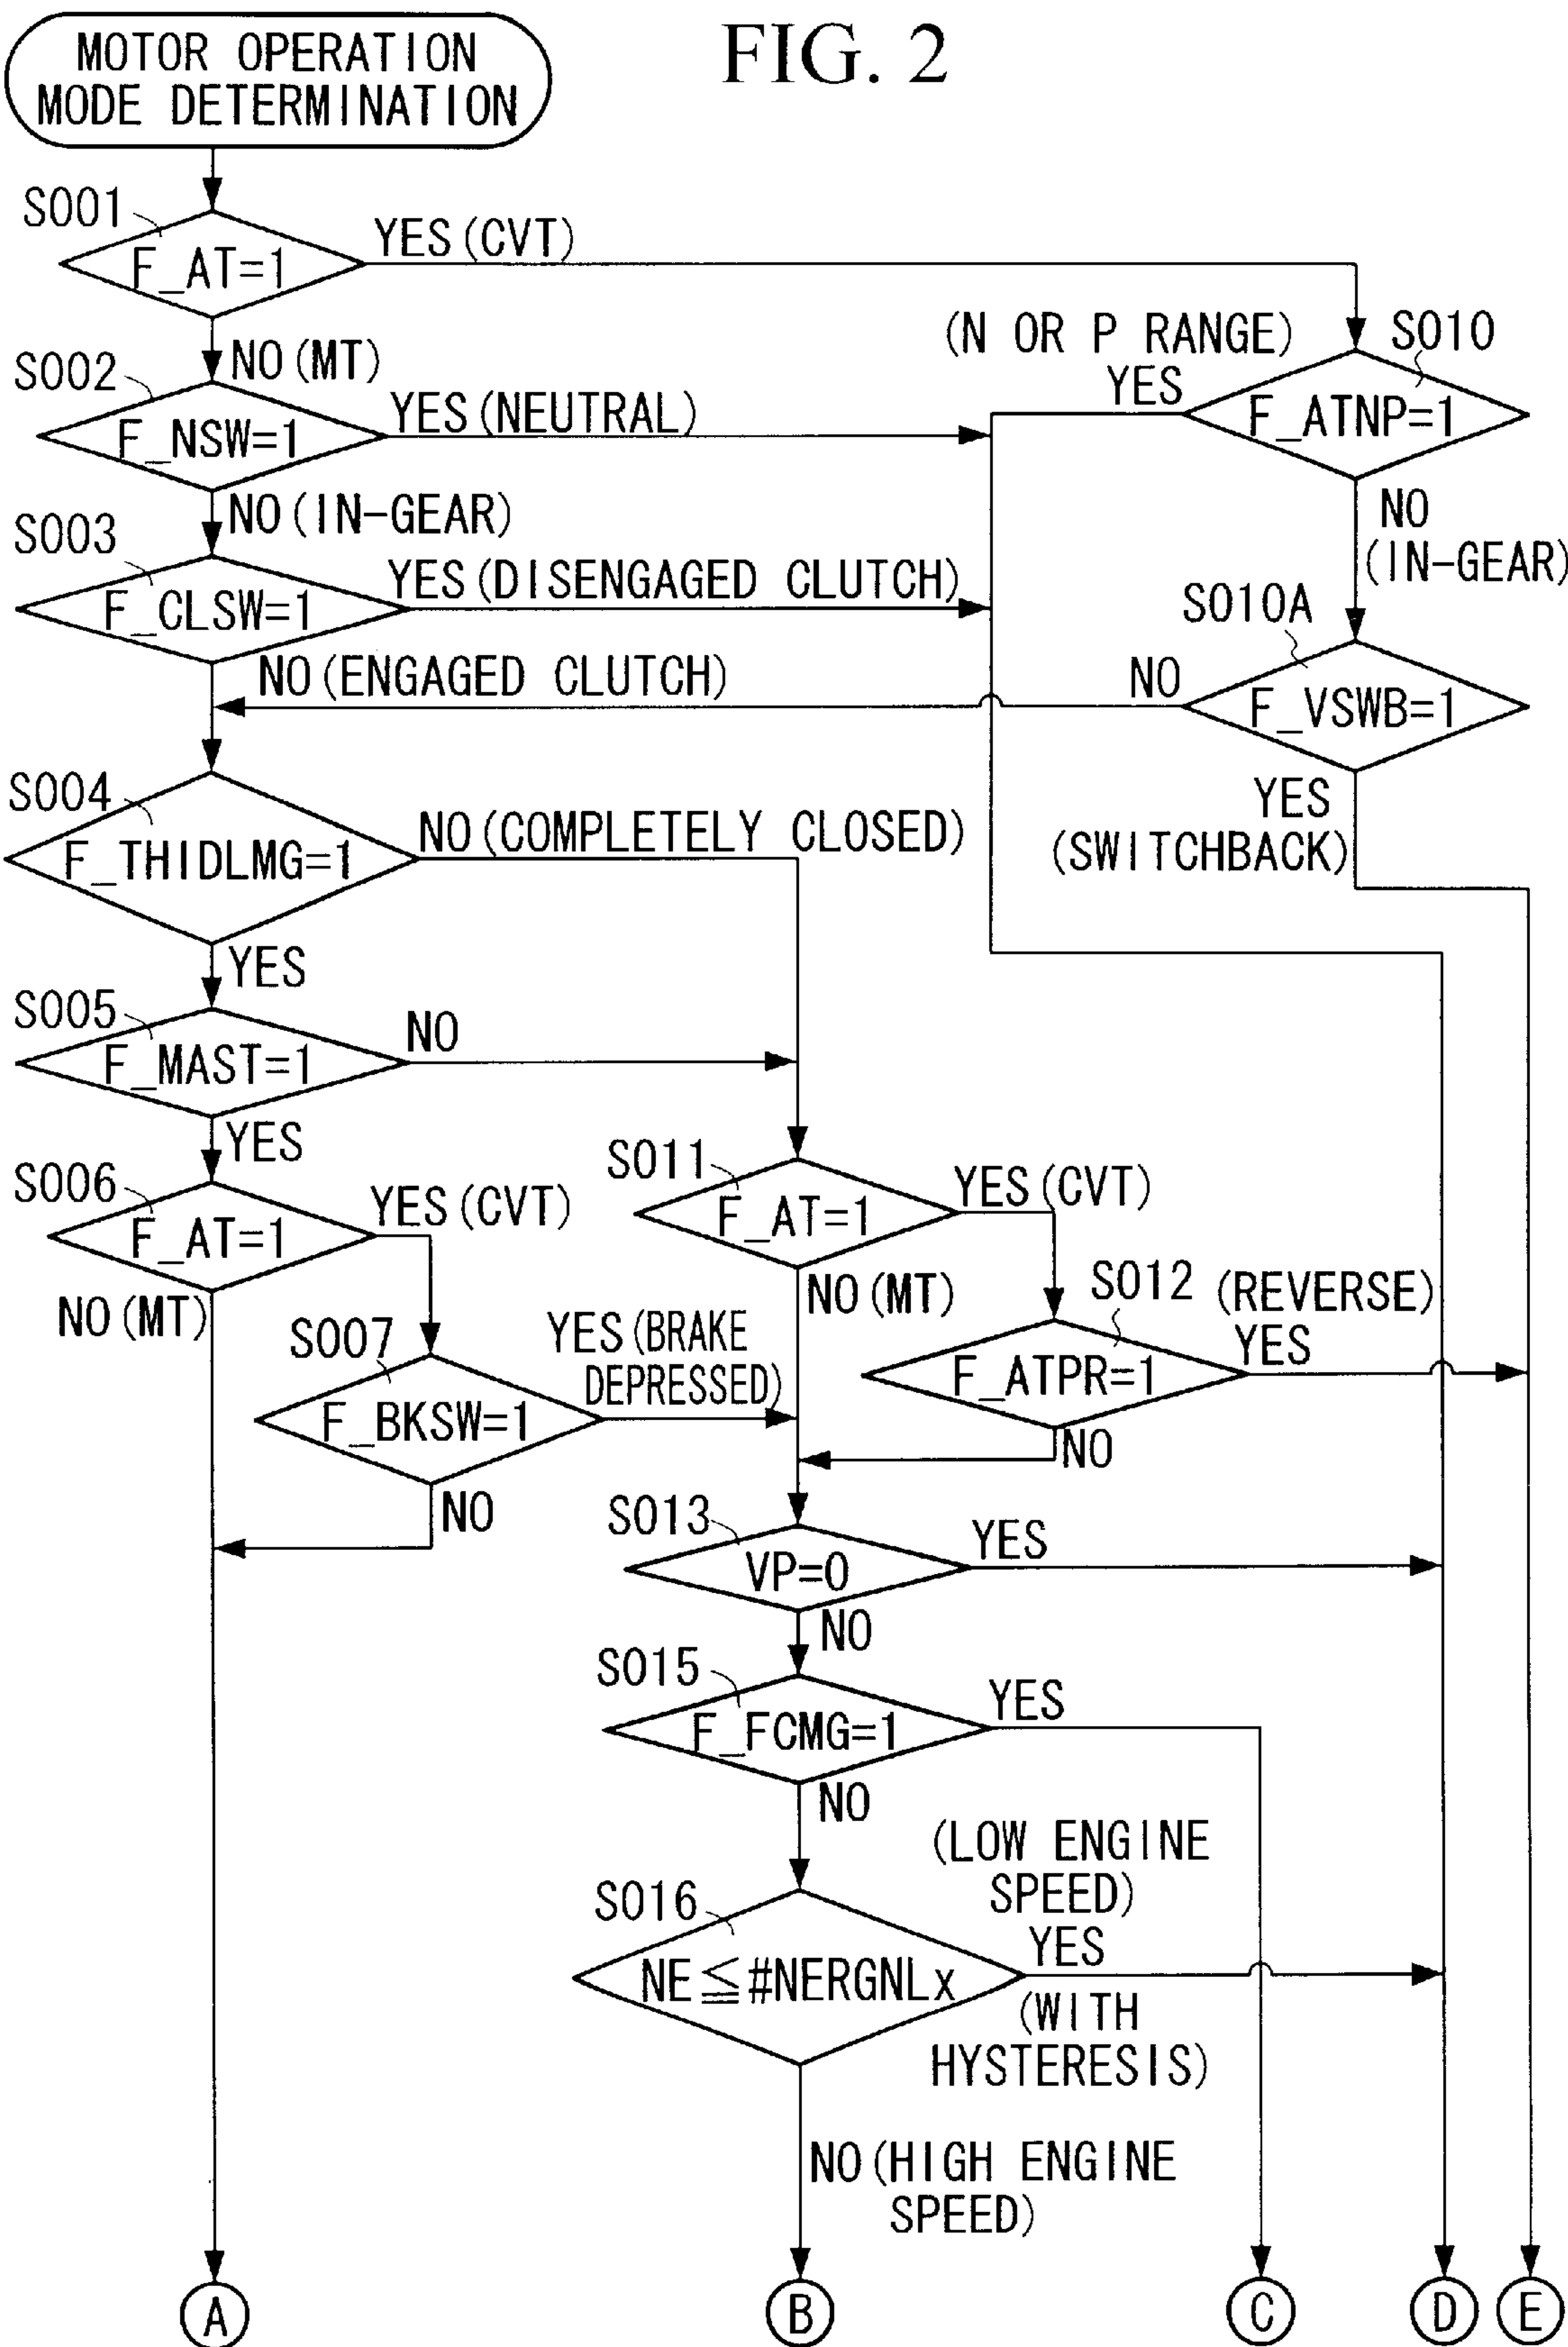 FIG. 2
MOTOR OPERATION
MODE DETERMINATION
S001
F_AT=1
YES (CVT)
NO (MT)
(N OR P RANGE)
YES
S010
F_ATNP=1
S002
F_NSW=1
YES (NEUTRAL)
NO (IN-GEAR)
NO
(IN-GEAR)
S003
F_CLSW=1
YES (DISENGAGED CLUTCH)
NO (ENGAGED CLUTCH)
S010A
NO
F_VSWB=1
YES
(SWITCHBACK)
S004
F_THIDLMG=1
NO (COMPLETELY CLOSED)
YES
S005
F_MAST=1
NO
YES
S006
F_AT=1
YES (CVT)
NO (MT)
S011
F_AT=1
YES (CVT)
NO (MT)
S012
(REVERSE)
YES
F_ATPR=1
NO
S007
F_BKSW=1
YES (BRAKE
DEPRESSED)
NO
S013
VP=0
YES
NO
S015
F_FCMG=1
YES
NO
(LOW ENGINE
SPEED)
S016
NE≦#NERGNLx
YES
(WITH
HYSTERESIS)
NO (HIGH ENGINE
SPEED)
A
B
C
D
E